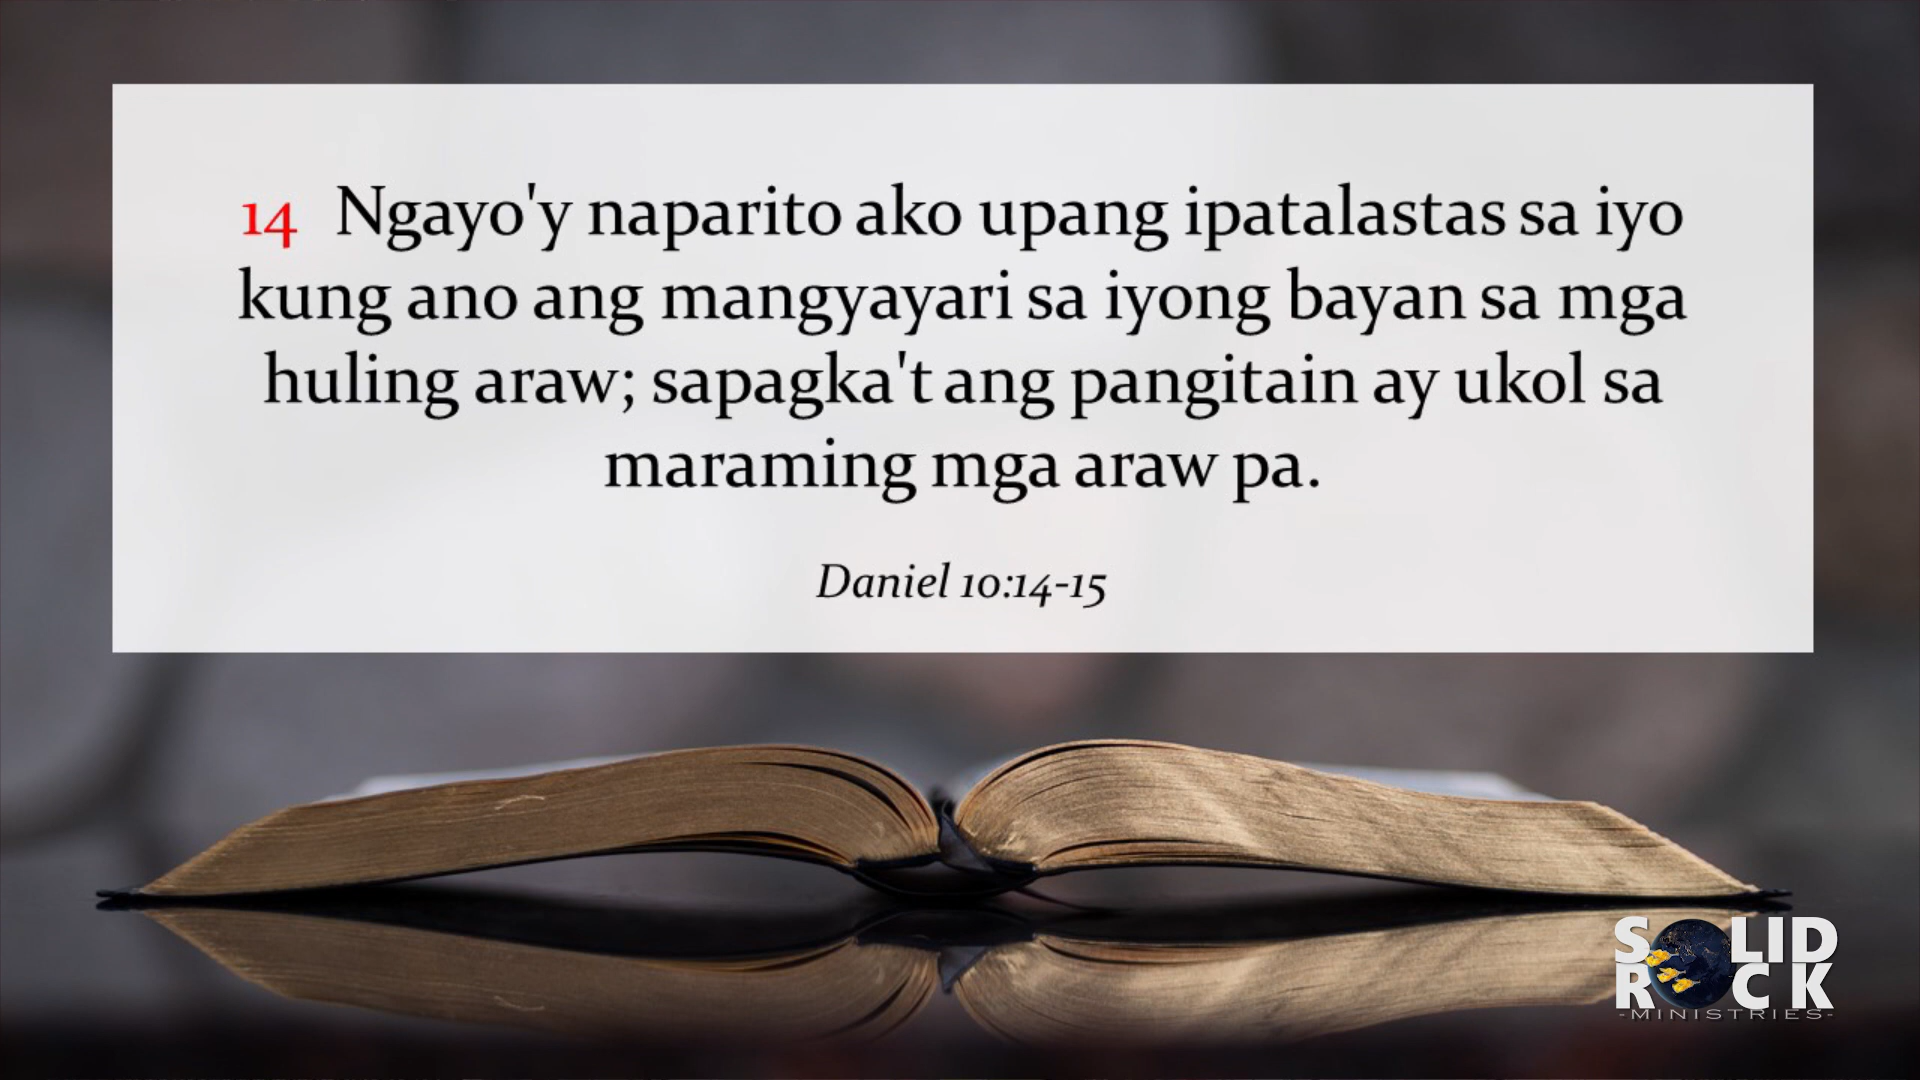 14 Ngayo'y naparito ako upang ipatalastas sa iyo
kung ano ang mangyayari sa iyong bayan sa mga
huling araw; sapagka't ang pangitain ay ukol sa
maraming mga araw pa.
Daniel 10:14-15
SOLID
ROCK
-MINISTRIES-